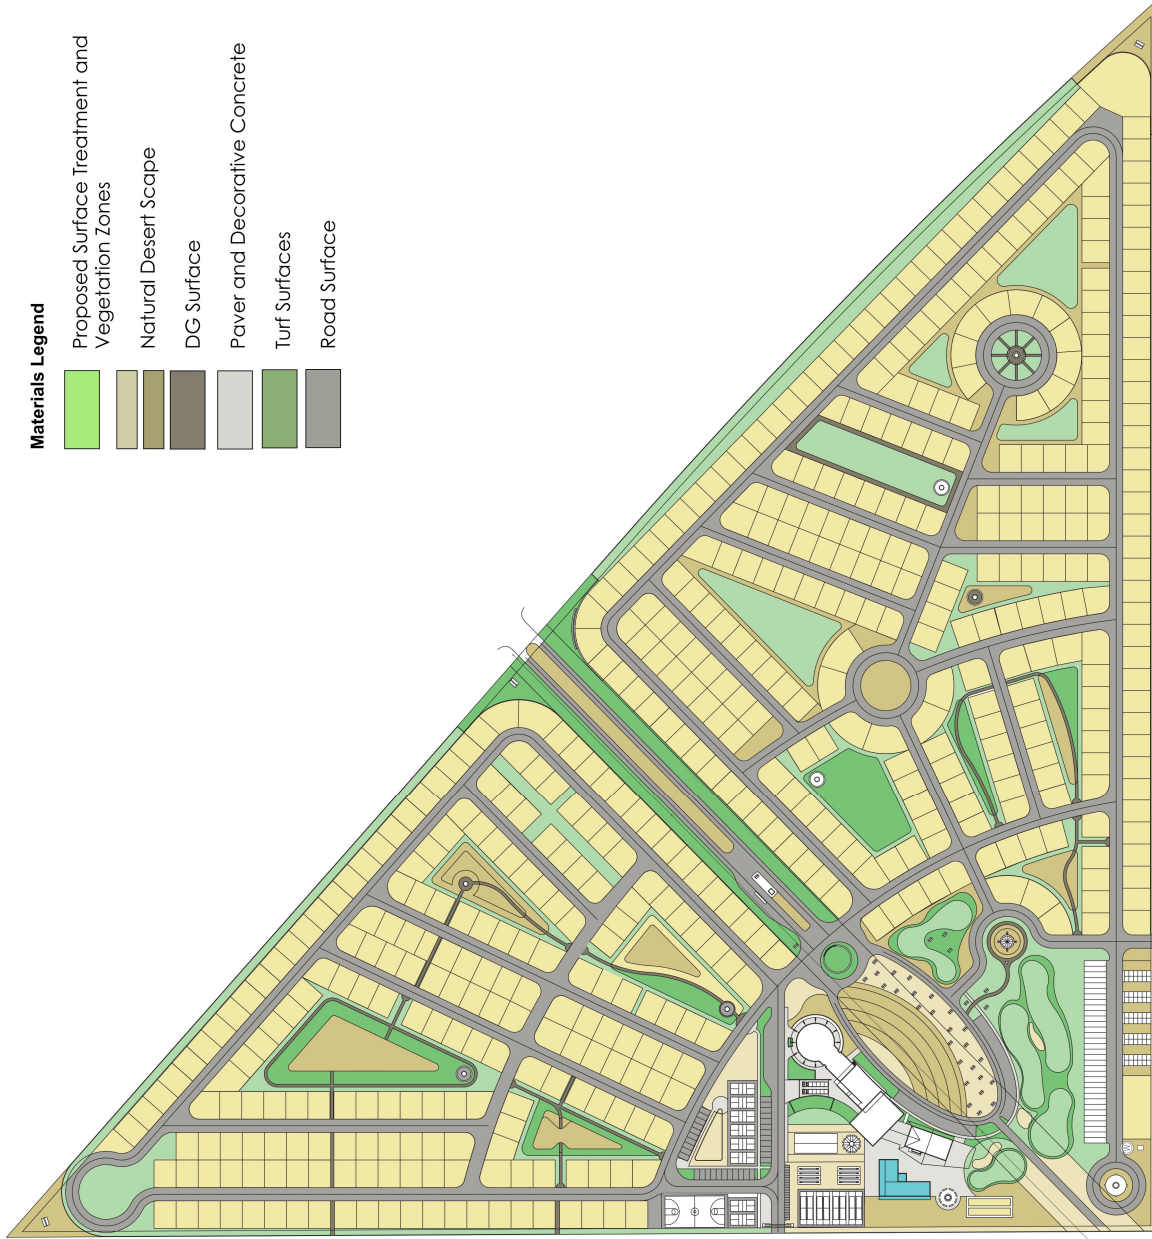 Materials Legend
Proposed Surface Treatment and
Vegetation Zones
Natural Desert Scape
DG Surface
Paver and Decorative Concrete
Turf Surfaces
Road Surface